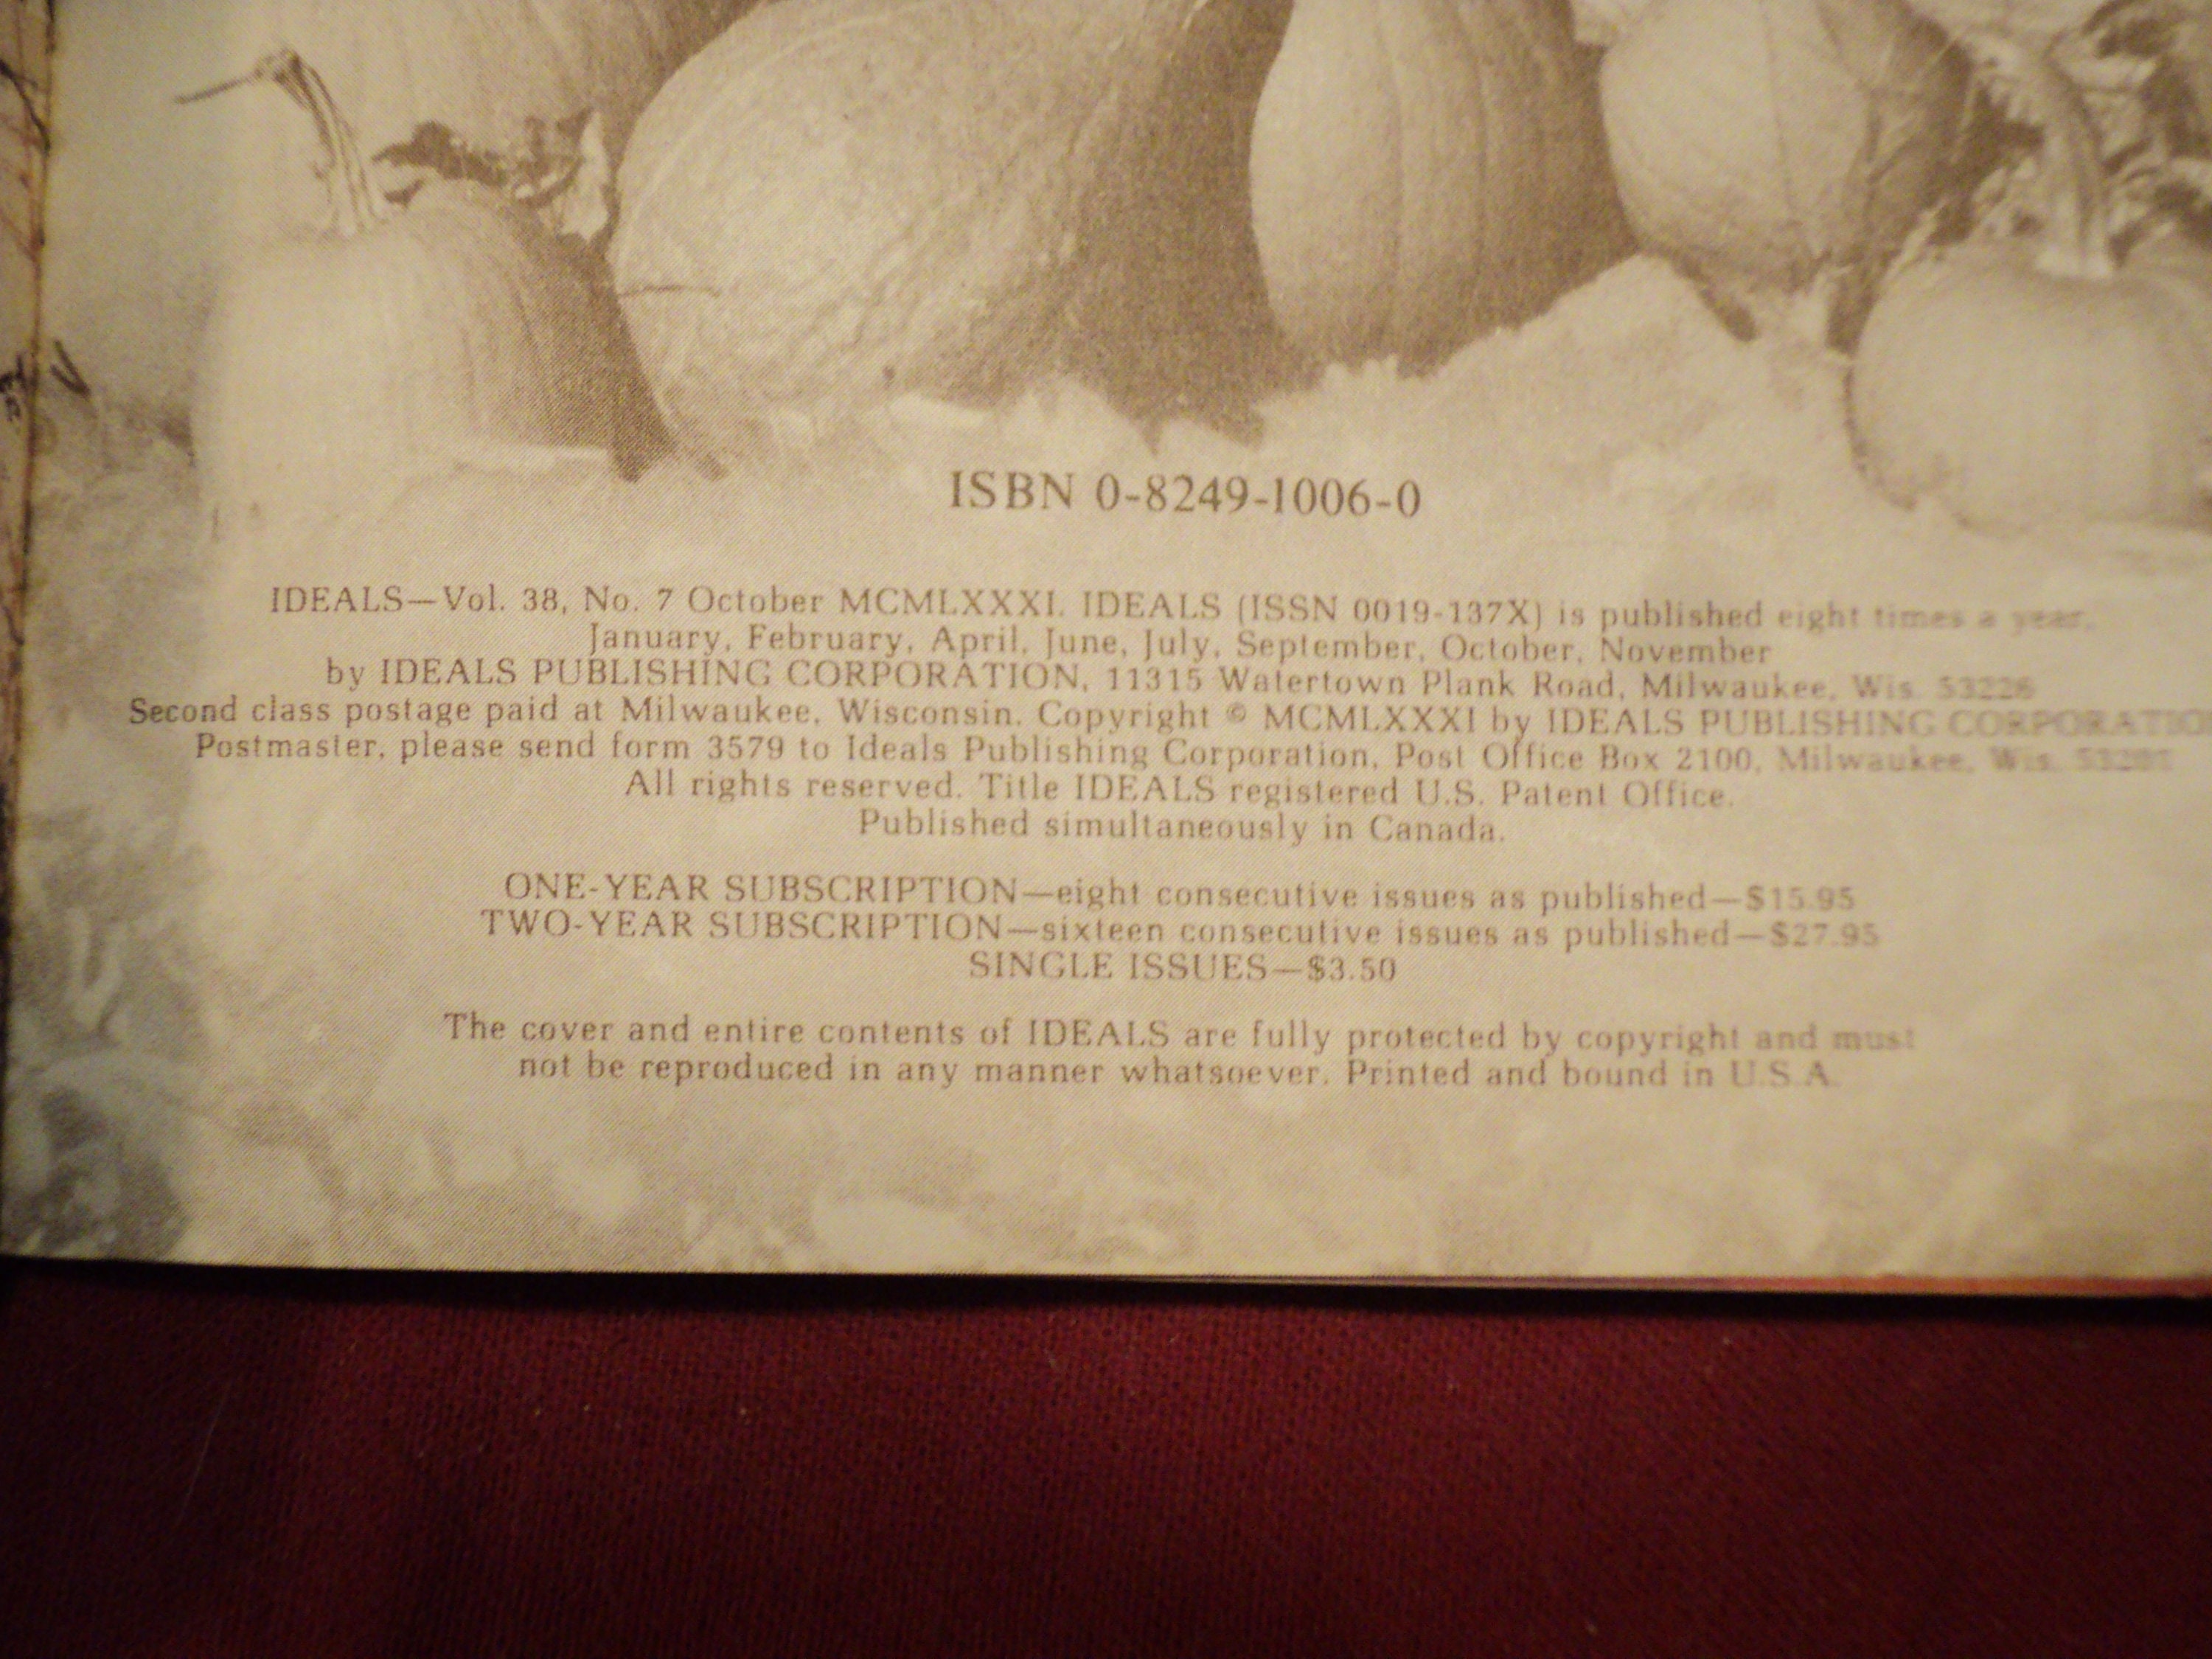 ISBN 0-8249-1006-0
IDEALS—Vol. 38, No. 7 October MCMLXXXI. IDEALS (ISSN 0019-137X) is published eight times a year,
January, February, April, June, July, September, October, November
by IDEALS PUBLISHING CORPORATION, 11315 Watertown Plank Road, Milwaukee, Wis. 53226
Second class postage paid at Milwaukee, Wisconsin. Copyright © MCMLXXXI by IDEALS PUBLISHING
Postmaster, please send form 3579 to Ideals Publishing Corporation, Post Office Box 2100, Milwaukee, Wis.
All rights reserved. Title IDEALS registered U.S. Patent Office.
Published simultaneously in Canada.
ONE-YEAR SUBSCRIPTION—eight consecutive issues as published—$15.95
TWO-YEAR SUBSCRIPTION—sixteen consecutive issues as published—$27.95
SINGLE ISSUES—$3.50
The cover and entire contents of IDEALS are fully protected by copyright and must
not be reproduced in any manner whatsoever. Printed and bound in U.S.A.